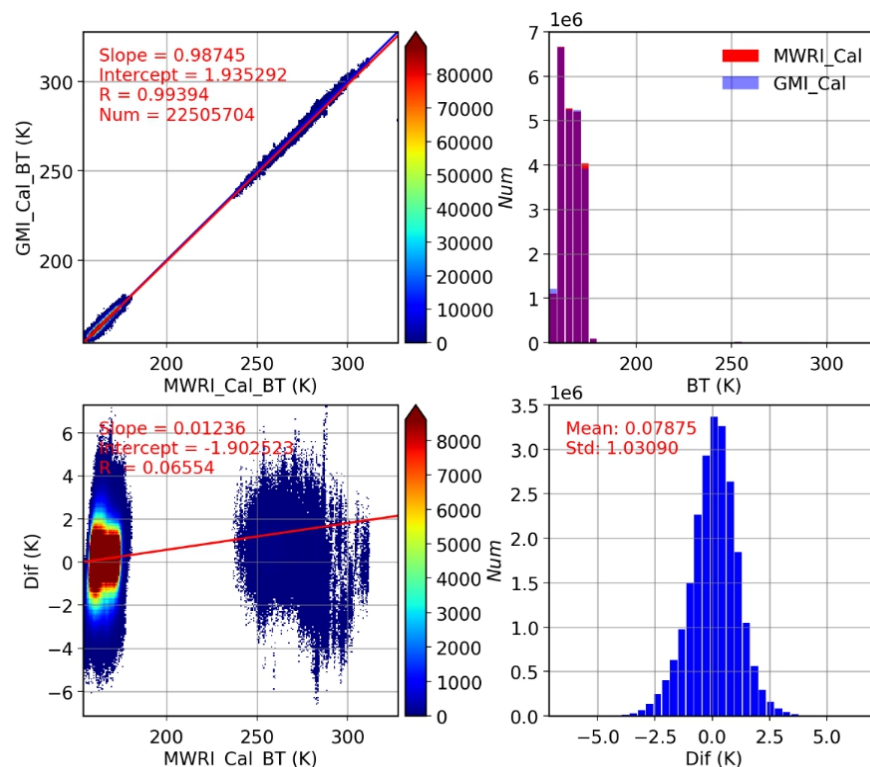 Slope = 0.98745
Intercept = 1.935292
R = 0.99394
Num = 22505704
300
250
200
GMI_Cal_BT (K)
200
250
300
MWRI_Cal_BT (K)
80000
70000
60000
50000
40000
30000
20000
10000
0
1e6
7
6
5
4
3
2
1
0
Num
MWRI_Cal
GMI_Cal
200
250
300
BT (K)
Slope = 0.01236
Intercept = -1.902523
R = 0.06554
6
4
2
0
−2
−4
−6
Dif (K)
200
250
300
MWRI_Cal_BT (K)
8000
7000
6000
5000
4000
3000
2000
1000
0
1e6
3.5
3.0
2.5
2.0
1.5
1.0
0.5
0.0
Num
Mean: 0.07875
Std: 1.03090
−5.0
−2.5
0.0
2.5
5.0
Dif (K)